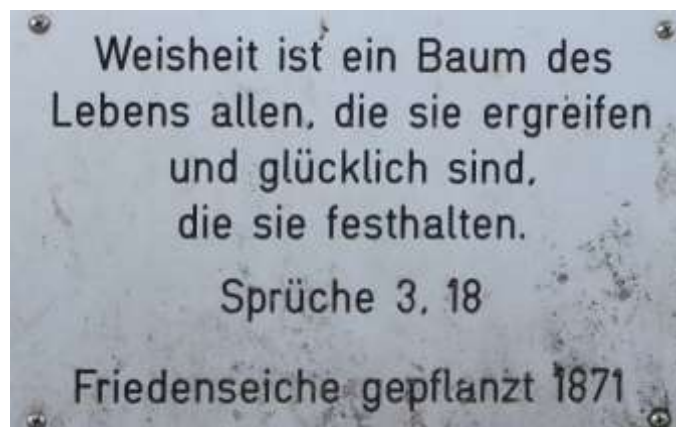 Weisheit ist ein Baum des
Lebens allen, die sie ergreifen
und glücklich sind,
die sie festhalten.
Sprüche 3, 18
Friedenseiche gepflanzt 1871